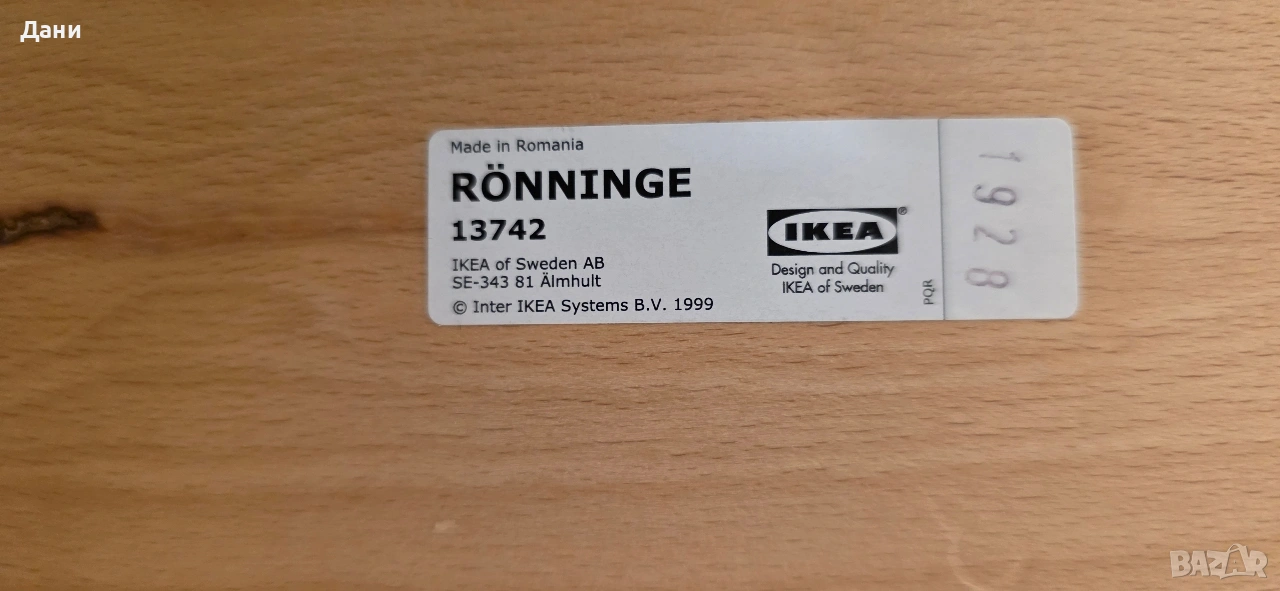 Дани
Made in Romania
RÖNNINGE
13742
IKEA of Sweden AB
SE-343 81 Älmhult
© Inter IKEA Systems B.V. 1999
IKEA®
Design and Quality
IKEA of Sweden
PQR
1928
BAZAR